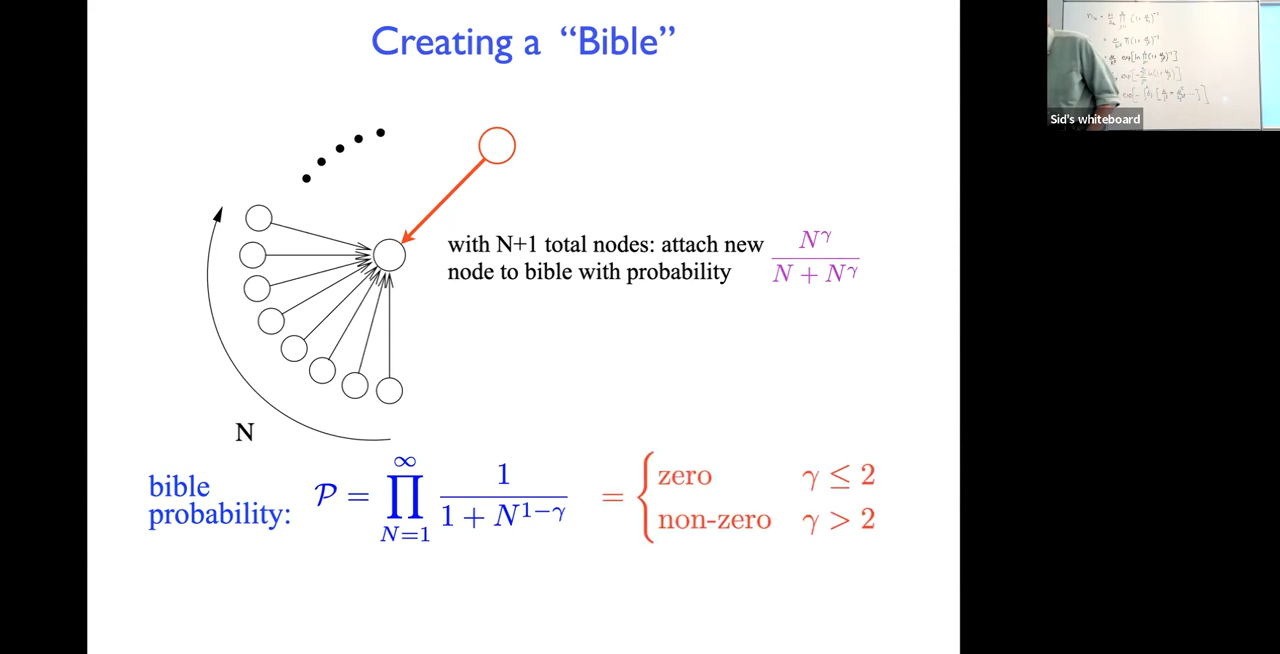 Creating a “Bible”
with N+1 total nodes: attach new
node to bible with probability
N^γ / (N + N^γ)
N
bible
probability:
𝒫 = ∏_{N=1}^{∞} 1 / (1 + N^{1−γ}) = { zero γ ≤ 2
non-zero γ > 2
Sid's whiteboard